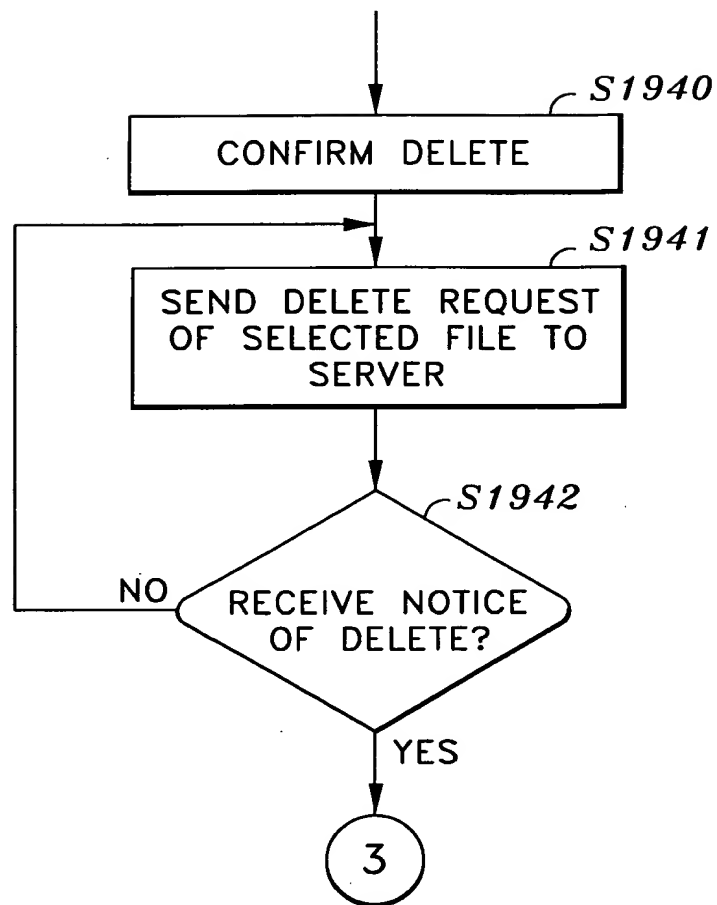 S1940
CONFIRM DELETE
S1941
SEND DELETE REQUEST
OF SELECTED FILE TO
SERVER
S1942
NO
RECEIVE NOTICE
OF DELETE?
YES
3